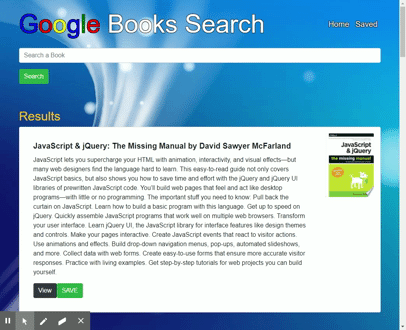 Google Books Search
Home Saved
Search a Book
Search
Results
JavaScript & jQuery: The Missing Manual by David Sawyer McFarland
JavaScript lets you supercharge your HTML with animation, interactivity, and visual effects—but
many web designers find the language hard to learn. This easy-to-read guide not only covers
JavaScript basics, but also shows you how to save time and effort with the jQuery and jQuery UI
libraries of prewritten JavaScript code. You'll build web pages that feel and act like desktop
programs—with little or no programming. The important stuff you need to know: Pull back the
curtain on JavaScript. Learn how to build a basic program with this language. Get up to speed on
jQuery. Quickly assemble JavaScript programs that work well on multiple web browsers. Transform
your user interface. Learn jQuery UI, the JavaScript library for interface features like design themes
and controls. Make your pages interactive. Create JavaScript events that react to visitor actions.
Use animations and effects. Build drop-down navigation menus, pop-ups, automated slideshows,
and more. Collect data with web forms. Create easy-to-use forms that ensure more accurate visitor
responses. Practice with living examples. Get step-by-step tutorials for web projects you can build
yourself.
JavaScript
& jQuery
the missing manual
View SAVE